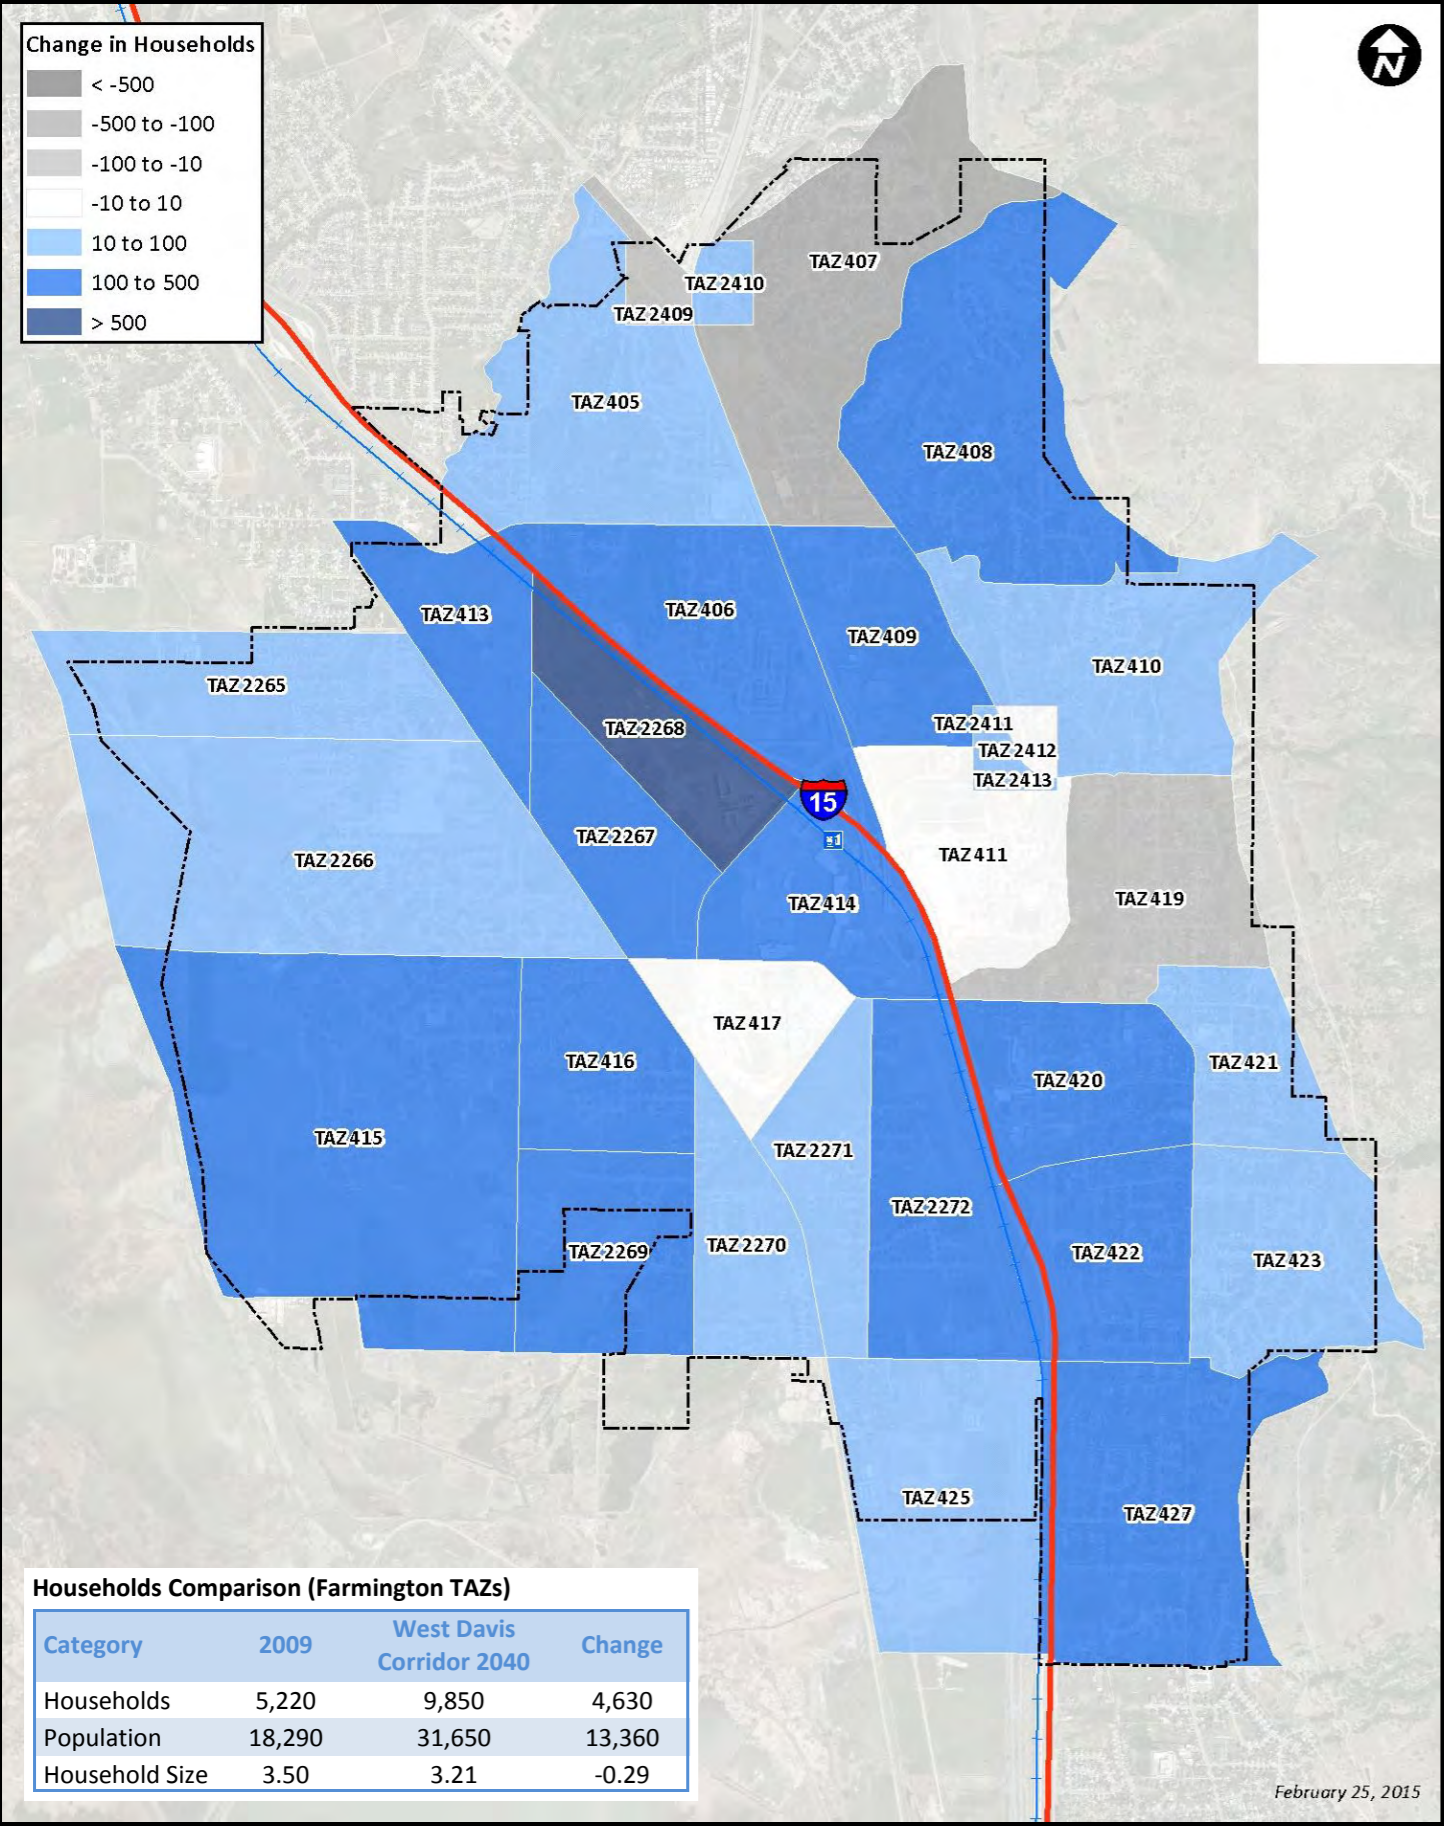 Change in Households
< -500
-500 to -100
-100 to -10
-10 to 10
10 to 100
100 to 500
> 500
N
TAZ 407
TAZ 2410
TAZ 2409
TAZ 405
TAZ 408
TAZ 406
TAZ 413
TAZ 409
TAZ 410
TAZ 2265
TAZ 2411
TAZ 2268
TAZ 2412
TAZ 2413
15
TAZ 2267
TAZ 411
TAZ 2266
TAZ 419
TAZ 414
TAZ 417
TAZ 416
TAZ 421
TAZ 420
TAZ 415
TAZ 2271
TAZ 2272
TAZ 2270
TAZ 2269
TAZ 422
TAZ 423
TAZ 425
TAZ 427
Households Comparison (Farmington TAZs)
Category 2009 West Davis Corridor 2040 Change
Households 5,220 9,850 4,630
Population 18,290 31,650 13,360
Household Size 3.50 3.21 -0.29
February 25, 2015